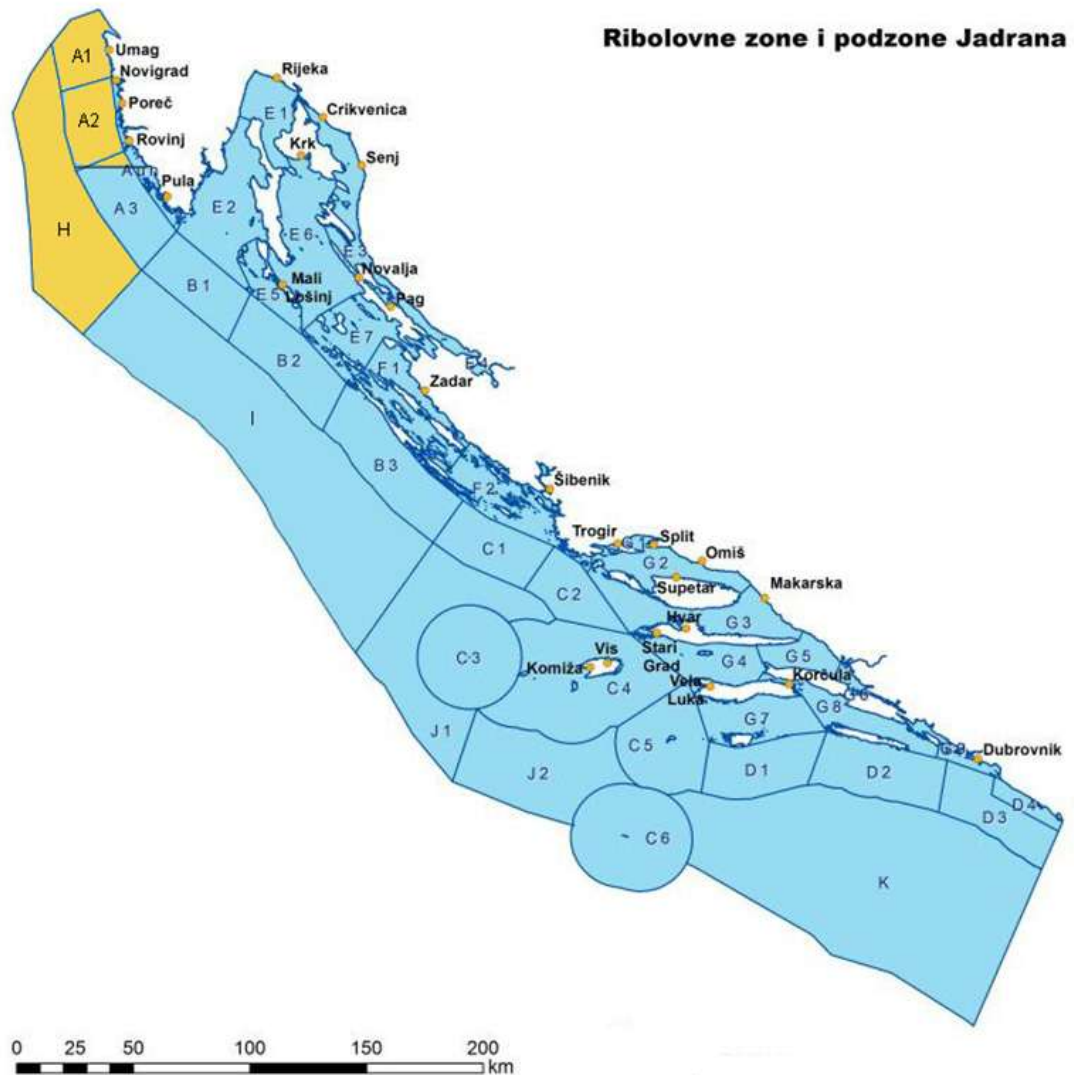 Ribolovne zone i podzone Jadrana
A1
Umag
Novigrad
A2
Poreč
Rovinj
Pula
A 3
H
Rijeka
E 1
Crikvenica
Krk
Senj
E 2
E 6
E 3
Novalja
Mali
Lošinj
E 5
Pag
B 1
E 7
E 4
B 2
F 1
Zadar
I
B 3
F 2
Šibenik
Trogir
Split
Omiš
C 1
G 2
Makarska
C 2
Supetar
Hvar
G 3
Stari
Grad
C 3
Vis
Komiža
G 4
G 5
C 4
Vela
Luka
Korčula
G 8
J 1
G 7
C 5
Dubrovnik
J 2
D 1
D 2
D 4
D 3
C 6
K
0 25 50 100 150 200
km